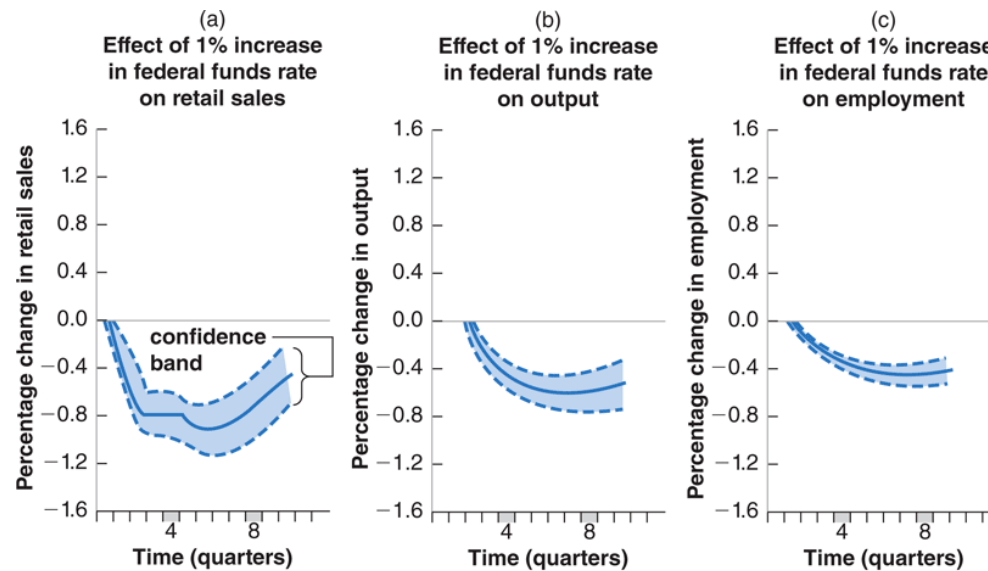 (a)
Effect of 1% increase
in federal funds rate
on retail sales
Percentage change in retail sales
1.6
1.2
0.8
0.4
0.0
−0.4
−0.8
−1.2
−1.6
confidence
band
4
8
Time (quarters)
(b)
Effect of 1% increase
in federal funds rate
on output
Percentage change in output
1.6
1.2
0.8
0.4
0.0
−0.4
−0.8
−1.2
−1.6
4
8
Time (quarters)
(c)
Effect of 1% increase
in federal funds rate
on employment
Percentage change in employment
1.6
1.2
0.8
0.4
0.0
−0.4
−0.8
−1.2
−1.6
4
8
Time (quarters)